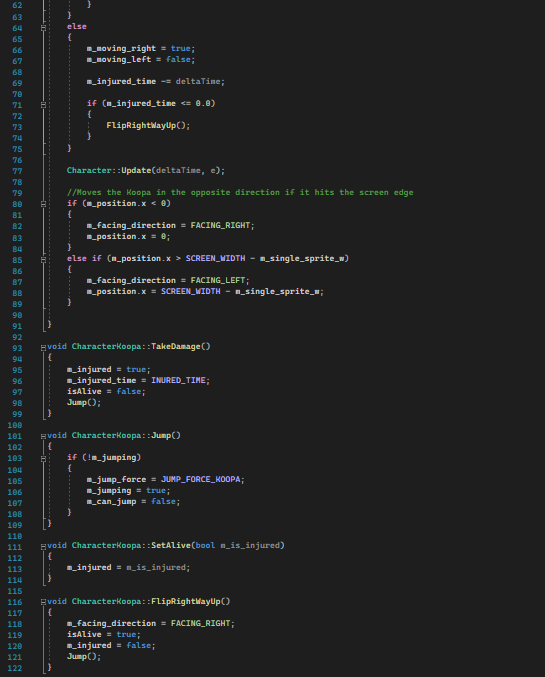 62 }
63 }
64 else
65 {
66 m_moving_right = true;
67 m_moving_left = false;
68
69 m_injured_time -= deltaTime;
70
71 if (m_injured_time <= 0.0)
72 {
73 FlipRightWayUp();
74 }
75 }
76
77 Character::Update(deltaTime, e);
78
79 //Moves the Koopa in the opposite direction if it hits the screen edge
80 if (m_position.x < 0)
81 {
82 m_facing_direction = FACING_RIGHT;
83 m_position.x = 0;
84 }
85 else if (m_position.x > SCREEN_WIDTH - m_single_sprite_w)
86 {
87 m_facing_direction = FACING_LEFT;
88 m_position.x = SCREEN_WIDTH - m_single_sprite_w;
89 }
90
91 }
92
93 void CharacterKoopa::TakeDamage()
94 {
95 m_injured = true;
96 m_injured_time = INURED_TIME;
97 isAlive = false;
98 Jump();
99 }
100
101 void CharacterKoopa::Jump()
102 {
103 if (!m_jumping)
104 {
105 m_jump_force = JUMP_FORCE_KOOPA;
106 m_jumping = true;
107 m_can_jump = false;
108 }
109 }
110
111 void CharacterKoopa::SetAlive(bool m_is_injured)
112 {
113 m_injured = m_is_injured;
114 }
115
116 void CharacterKoopa::FlipRightWayUp()
117 {
118 m_facing_direction = FACING_RIGHT;
119 isAlive = true;
120 m_injured = false;
121 Jump();
122 }